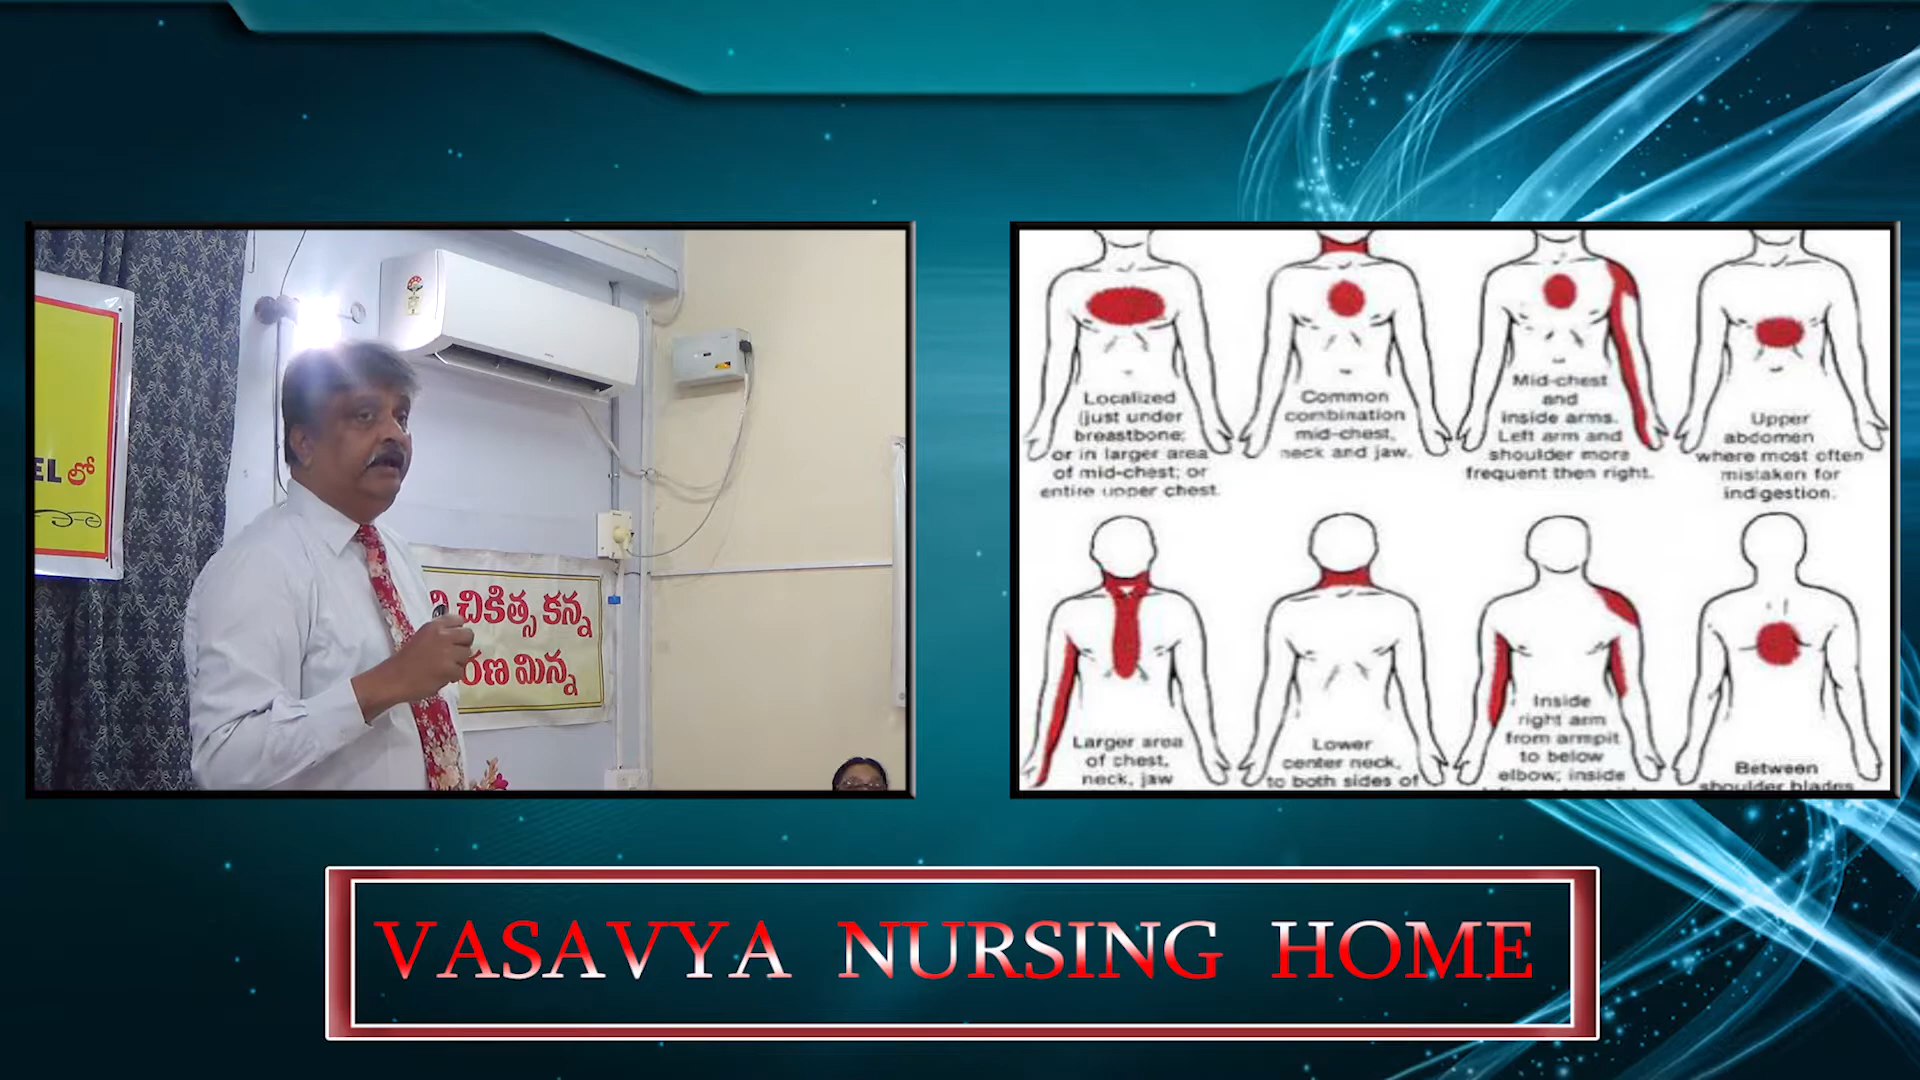 EL లో
చికిత్స కన్న
రణ మిన్న
Localized
(just under
breastbone;
or in larger area
of mid-chest; or
entire upper chest.
Common
combination
mid-chest,
neck and jaw.
Mid-chest
and
inside arms.
Left arm and
shoulder more
frequent then right.
Upper
abdomen
where most often
mistaken for
indigestion.
Larger area
of chest,
neck, jaw
Lower
center neck,
to both sides of
Inside
right arm
from armpit
to below
elbow; inside
Between
shoulder blades
VASAVYA NURSING HOME